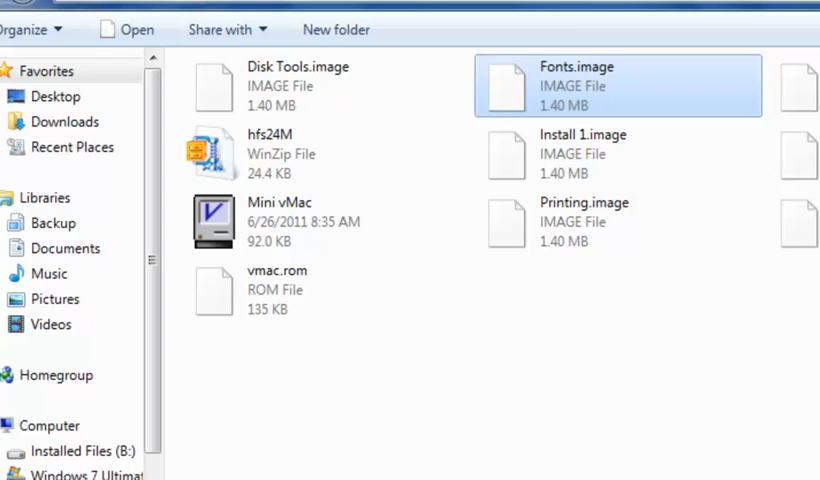 Organize
Open
Share with
New folder
Favorites
Desktop
Downloads
Recent Places
Libraries
Backup
Documents
Music
Pictures
Videos
Homegroup
Computer
Installed Files (B:)
Windows 7 Ultimat
Disk Tools.image
IMAGE File
1.40 MB
hfs24M
WinZip File
24.4 KB
Mini vMac
6/26/2011 8:35 AM
92.0 KB
vmac.rom
ROM File
135 KB
Fonts.image
IMAGE File
1.40 MB
Install 1.image
IMAGE File
1.40 MB
Printing.image
IMAGE File
1.40 MB